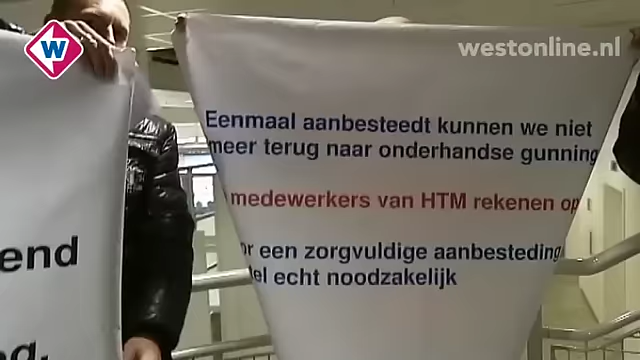 W
westonline.nl
Eenmaal aanbesteedt kunnen we niet
meer terug naar onderhandse gunning
medewerkers van HTM rekenen op
een zorgvuldige aanbesteding
echt noodzakelijk
end